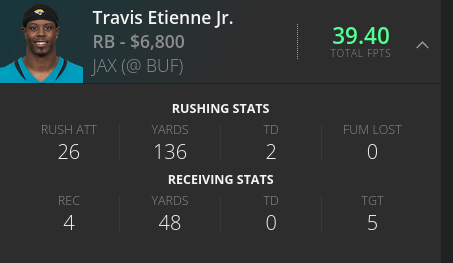 Travis Etienne Jr.
RB - $6,800
JAX (@ BUF)
39.40
TOTAL FPTS
RUSHING STATS
RUSH ATT YARDS TD FUM LOST
26 136 2 0
RECEIVING STATS
REC YARDS TD TGT
4 48 0 5